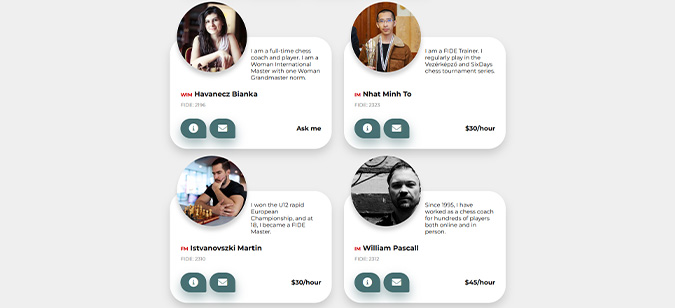 I am a full-time chess
coach and player. I am a
Woman International
Master with one Woman
Grandmaster norm.
WIM Havanecz Bianka
FIDE: 2196
Ask me
I am a FIDE Trainer. I
regularly play in the
Vezérképző and SixDays
chess tournament series.
IM Nhat Minh To
FIDE: 2323
$30/hour
I won the U12 rapid
European
Championship, and at
18, I became a FIDE
Master.
FM Istvanovszki Martin
FIDE: 2310
$30/hour
Since 1995, I have
worked as a chess coach
for hundreds of players
both online and in
person.
IM William Pascall
FIDE: 2312
$45/hour